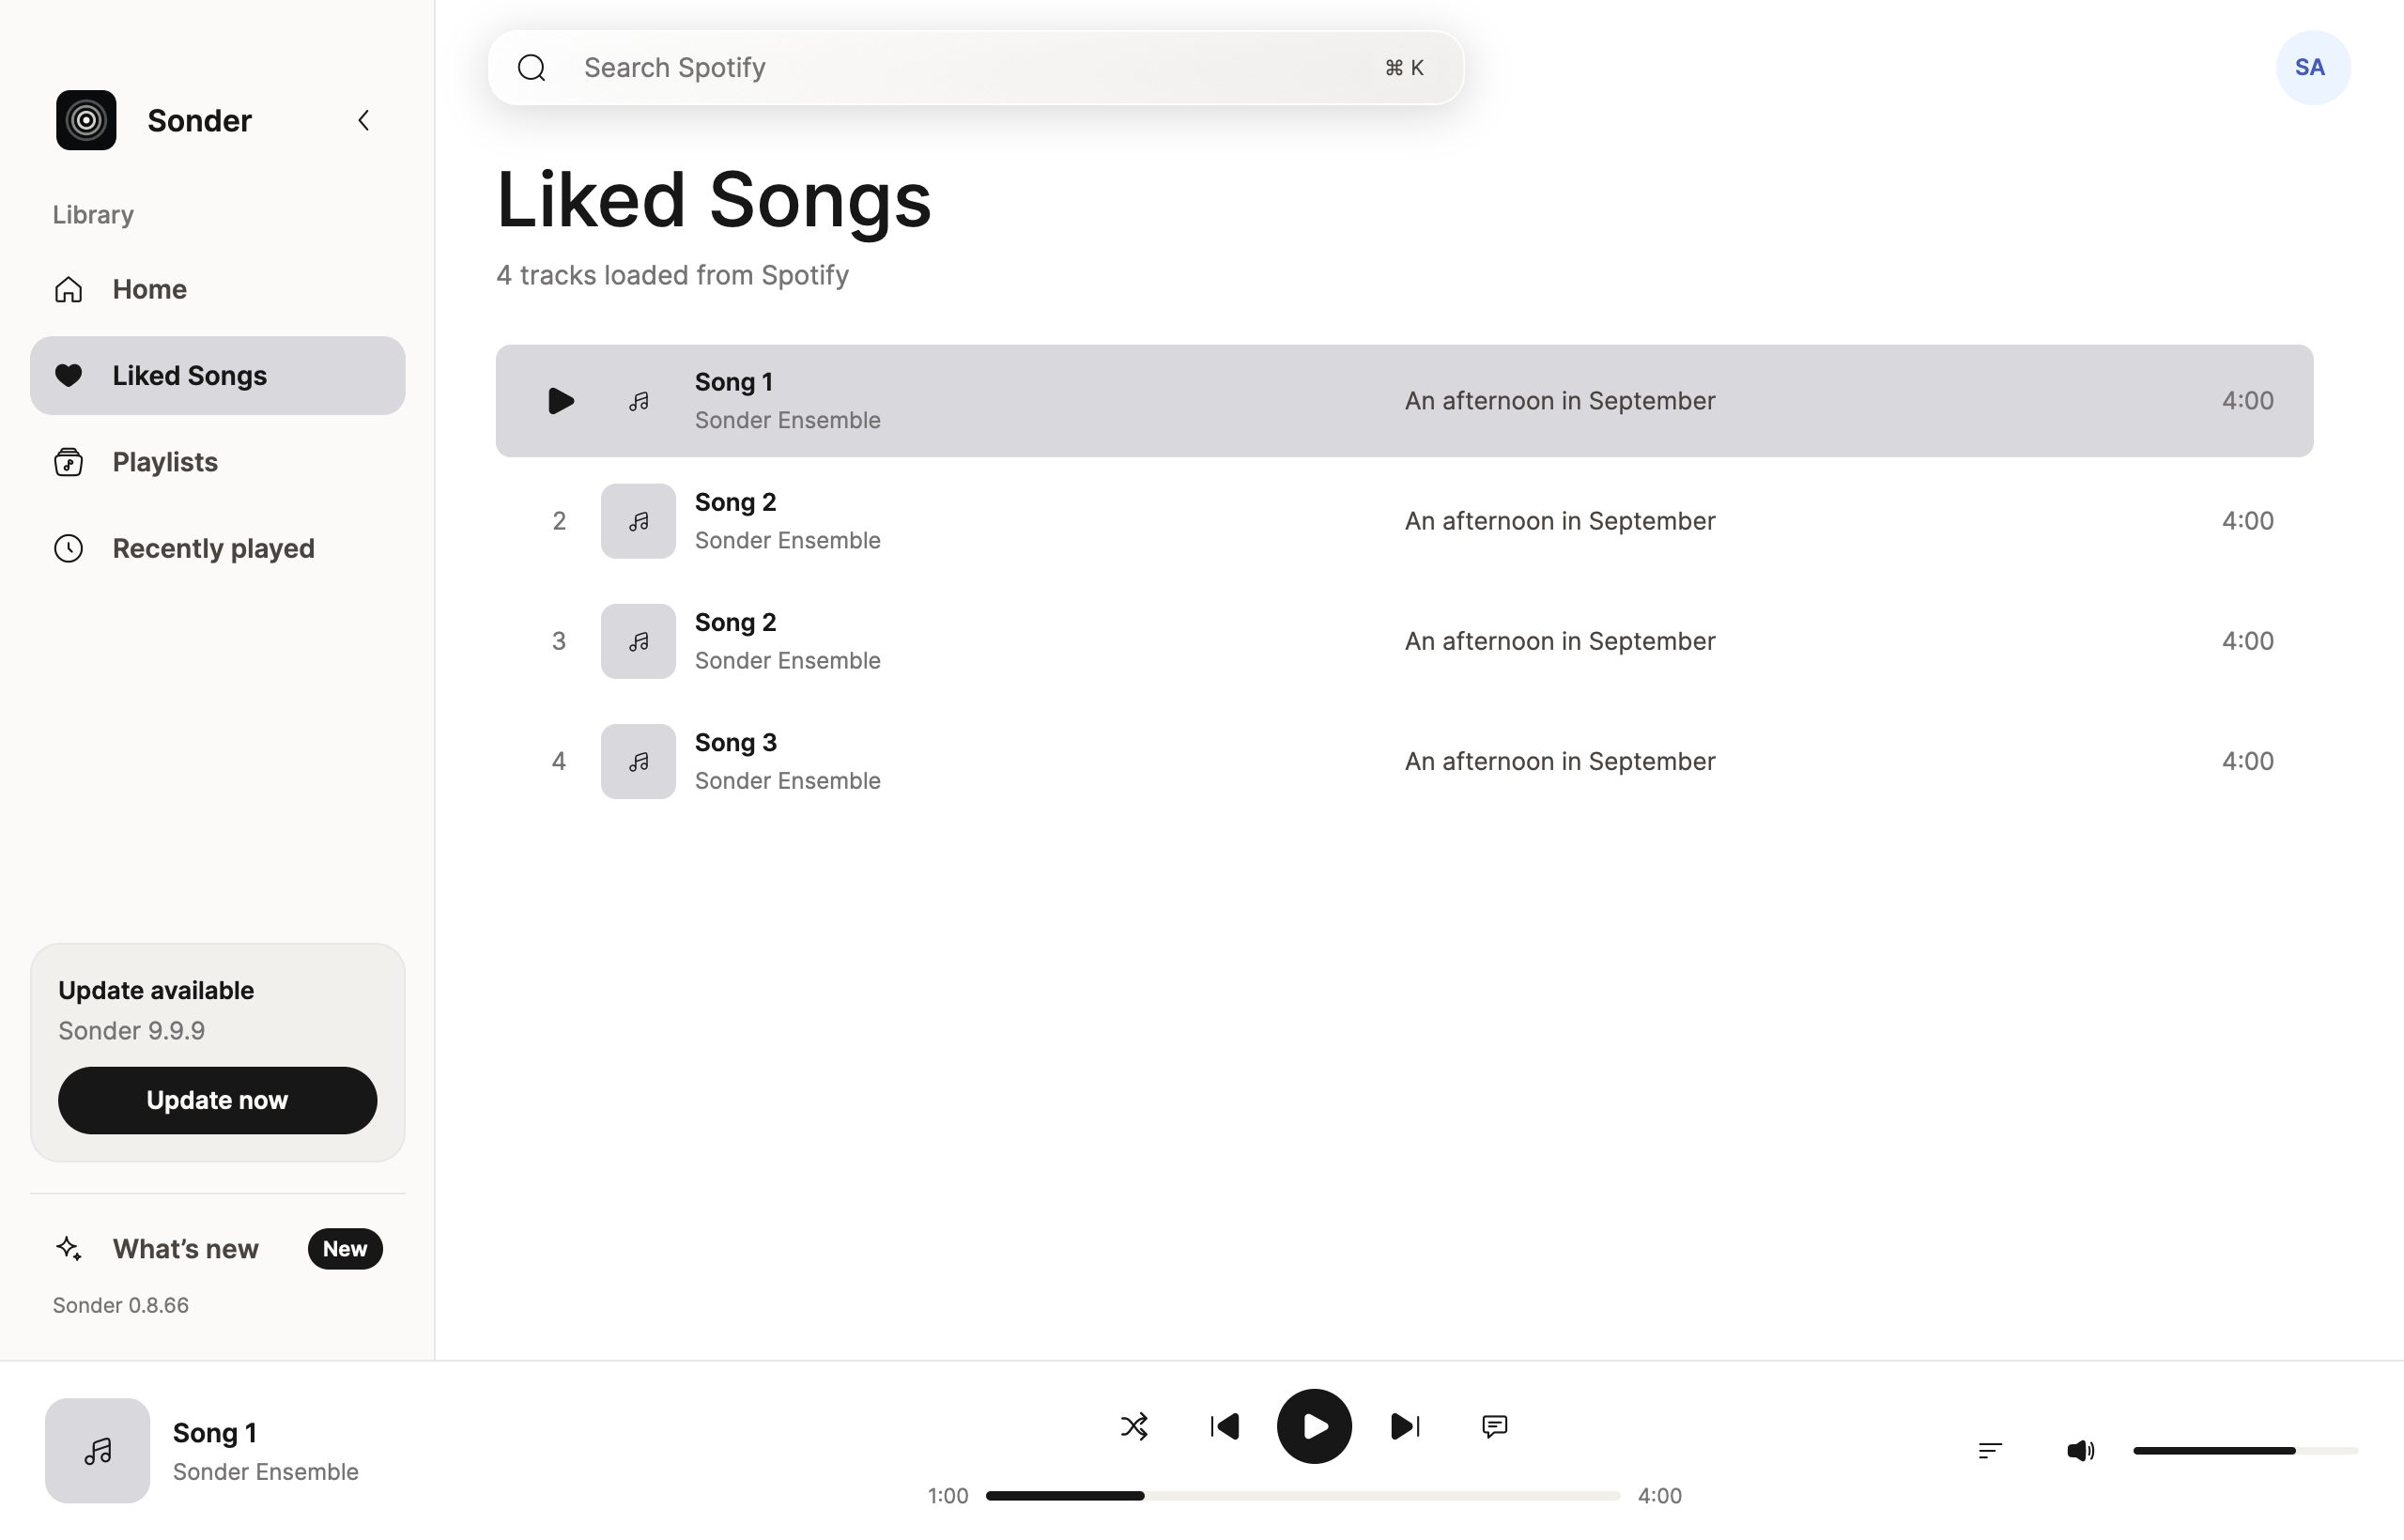 Sonder
Library
Home
Liked Songs
Playlists
Recently played
Update available
Sonder 9.9.9
Update now
What’s new New
Sonder 0.8.66
Search Spotify ⌘ K
SA
Liked Songs
4 tracks loaded from Spotify
Song 1
Sonder Ensemble
An afternoon in September
4:00
2
Song 2
Sonder Ensemble
An afternoon in September
4:00
3
Song 2
Sonder Ensemble
An afternoon in September
4:00
4
Song 3
Sonder Ensemble
An afternoon in September
4:00
Song 1
Sonder Ensemble
1:00
4:00